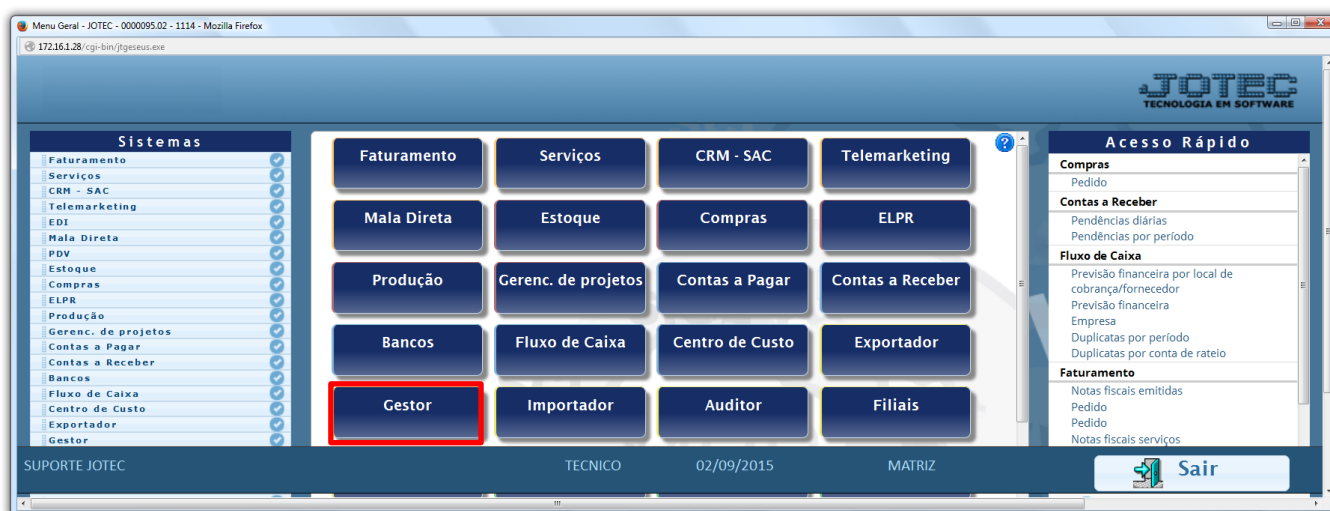 Menu Geral - JOTEC - 0000095.02 - 1114 - Mozilla Firefox
172.16.1.28/cgi-bin/jtgeseus.exe
JOTEC
TECNOLOGIA EM SOFTWARE
Sistemas
Faturamento
Serviços
CRM - SAC
Telemarketing
EDI
Mala Direta
PDV
Estoque
Compras
ELPR
Produção
Gerenc. de projetos
Contas a Pagar
Contas a Receber
Bancos
Fluxo de Caixa
Centro de Custo
Exportador
Gestor
Faturamento
Serviços
CRM - SAC
Telemarketing
Mala Direta
Estoque
Compras
ELPR
Produção
Gerenc. de projetos
Contas a Pagar
Contas a Receber
Bancos
Fluxo de Caixa
Centro de Custo
Exportador
Gestor
Importador
Auditor
Filiais
?
Acesso Rápido
Compras
Pedido
Contas a Receber
Pendências diárias
Pendências por período
Fluxo de Caixa
Previsão financeira por local de
cobrança/fornecedor
Previsão financeira
Empresa
Duplicatas por período
Duplicatas por conta de rateio
Faturamento
Notas fiscais emitidas
Pedido
Pedido
Notas fiscais serviços
SUPORTE JOTEC
TECNICO
02/09/2015
MATRIZ
Sair